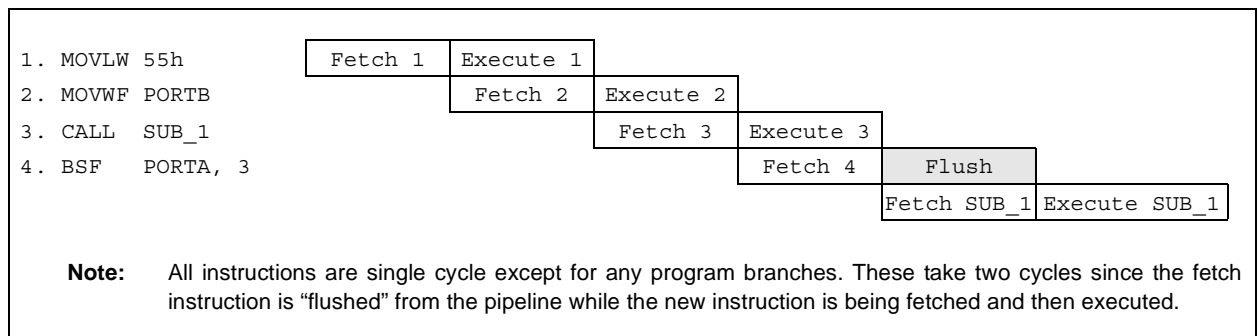 1. MOVLW 55h Fetch 1 Execute 1
2. MOVWF PORTB Fetch 2 Execute 2
3. CALL SUB_1 Fetch 3 Execute 3
4. BSF PORTA, 3 Fetch 4 Flush
Fetch SUB_1 Execute SUB_1
Note: All instructions are single cycle except for any program branches. These take two cycles since the fetch
instruction is “flushed” from the pipeline while the new instruction is being fetched and then executed.